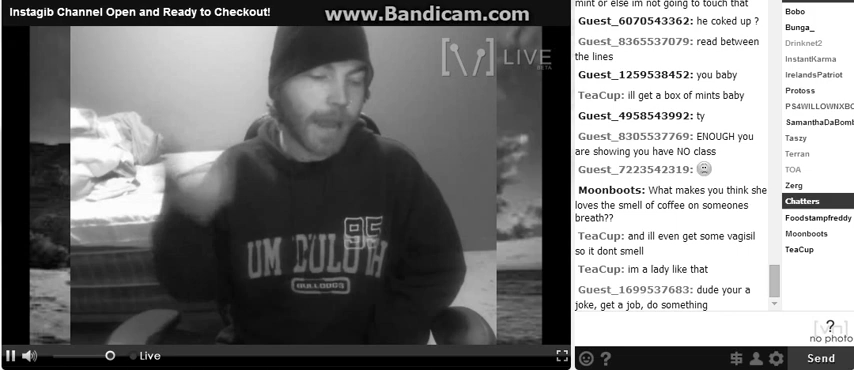 Instagib Channel Open and Ready to Checkout!
www.Bandicam.com
[\/] LIVE
BETA
UM DULUTH
95
BULLDOGS
Live
mint or else im not going to touch that
Guest_6070543362: he coked up ?
Guest_8365537079: read between
the lines
Guest_1259538452: you baby
TeaCup: ill get a box of mints baby
Guest_4958543992: ty
Guest_8305537769: ENOUGH you
are showing you have NO class
Guest_7223542319:
Moonboots: What makes you think she
loves the smell of coffee on someones
breath??
TeaCup: and ill even get some vagisil
so it dont smell
TeaCup: im a lady like that
Guest_1699537683: dude your a
joke, get a job, do something
Bobo
Bunga_
Drinknet2
InstantKarma
IrelandsPatriot
Protoss
PS4WILLOWNXBC
SamanthaDaBomb
Taszy
Terran
TOA
Zerg
Chatters
Foodstampfreddy
Moonboots
TeaCup
?
no photo
Send